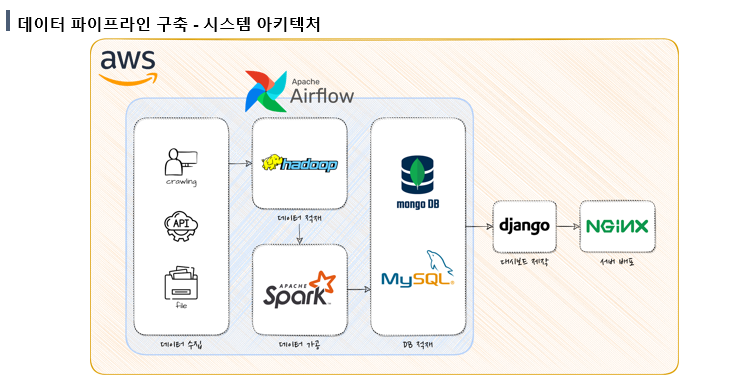 데이터 파이프라인 구축 - 시스템 아키텍처
aws
Apache
Airflow
crawling
API
file
데이터 수집
hadoop
데이터 적재
APACHE
Spark
데이터 가공
mongo DB
MySQL
DB 적재
django
대시보드 제작
NGINX
서버 배포